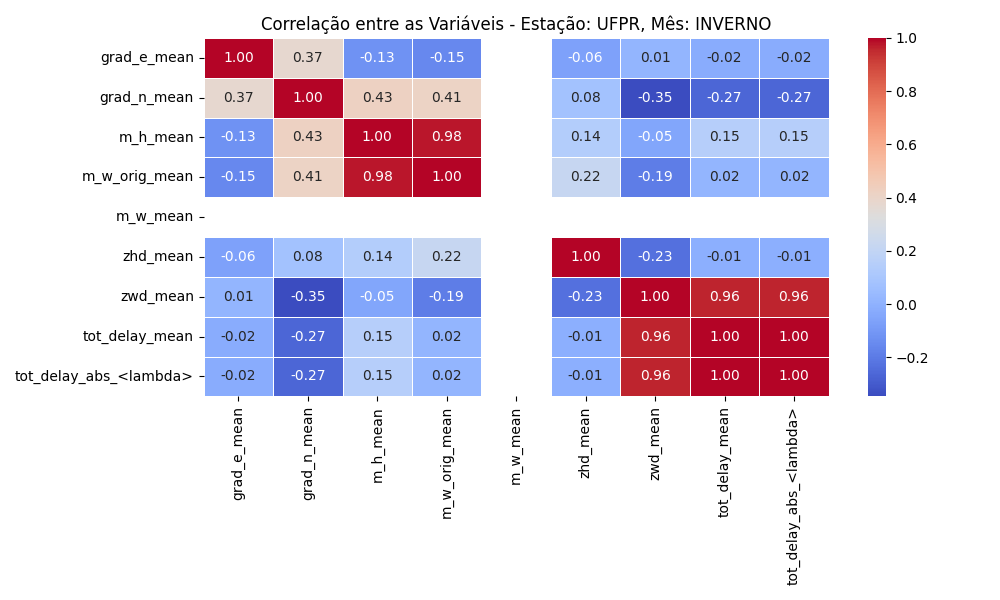 Correlação entre as Variáveis - Estação: UFPR, Mês: INVERNO
grad_e_mean 1.00 0.37 -0.13 -0.15 -0.06 0.01 -0.02 -0.02
grad_n_mean 0.37 1.00 0.43 0.41 0.08 -0.35 -0.27 -0.27
m_h_mean -0.13 0.43 1.00 0.98 0.14 -0.05 0.15 0.15
m_w_orig_mean -0.15 0.41 0.98 1.00 0.22 -0.19 0.02 0.02
m_w_mean
zhd_mean -0.06 0.08 0.14 0.22 1.00 -0.23 -0.01 -0.01
zwd_mean 0.01 -0.35 -0.05 -0.19 -0.23 1.00 0.96 0.96
tot_delay_mean -0.02 -0.27 0.15 0.02 -0.01 0.96 1.00 1.00
tot_delay_abs_<lambda> -0.02 -0.27 0.15 0.02 -0.01 0.96 1.00 1.00
grad_e_mean
grad_n_mean
m_h_mean
m_w_orig_mean
m_w_mean
zhd_mean
zwd_mean
tot_delay_mean
tot_delay_abs_<lambda>
1.0
0.8
0.6
0.4
0.2
0.0
−0.2